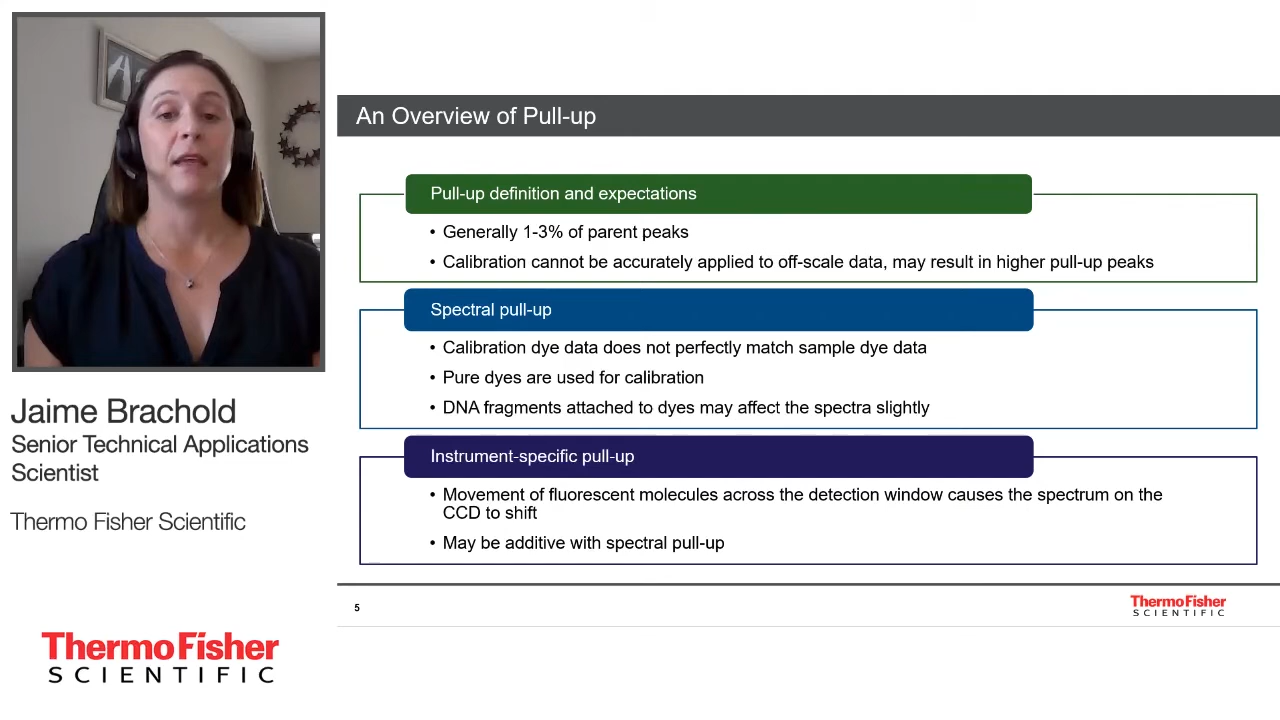 An Overview of Pull-up
Pull-up definition and expectations
• Generally 1-3% of parent peaks
• Calibration cannot be accurately applied to off-scale data, may result in higher pull-up peaks
Spectral pull-up
• Calibration dye data does not perfectly match sample dye data
• Pure dyes are used for calibration
• DNA fragments attached to dyes may affect the spectra slightly
Instrument-specific pull-up
• Movement of fluorescent molecules across the detection window causes the spectrum on the
CCD to shift
• May be additive with spectral pull-up
5
ThermoFisher
SCIENTIFIC
Jaime Brachold
Senior Technical Applications
Scientist
Thermo Fisher Scientific
ThermoFisher
SCIENTIFIC